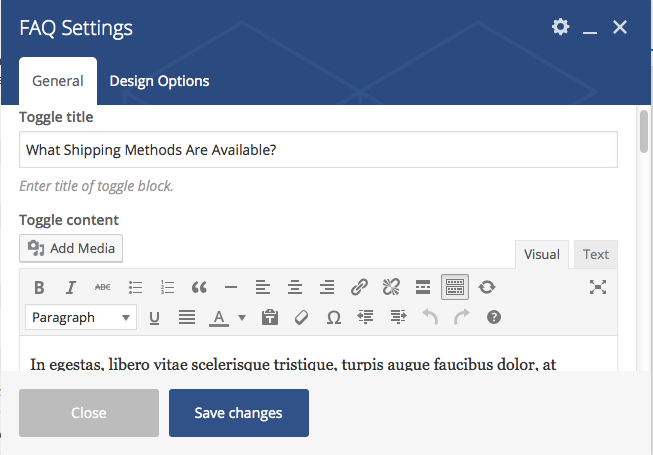 FAQ Settings
General Design Options
Toggle title
What Shipping Methods Are Available?
Enter title of toggle block.
Toggle content
Add Media
Visual Text
B I ABC
Paragraph U A
In egestas, libero vitae scelerisque tristique, turpis augue faucibus dolor, at
Close Save changes